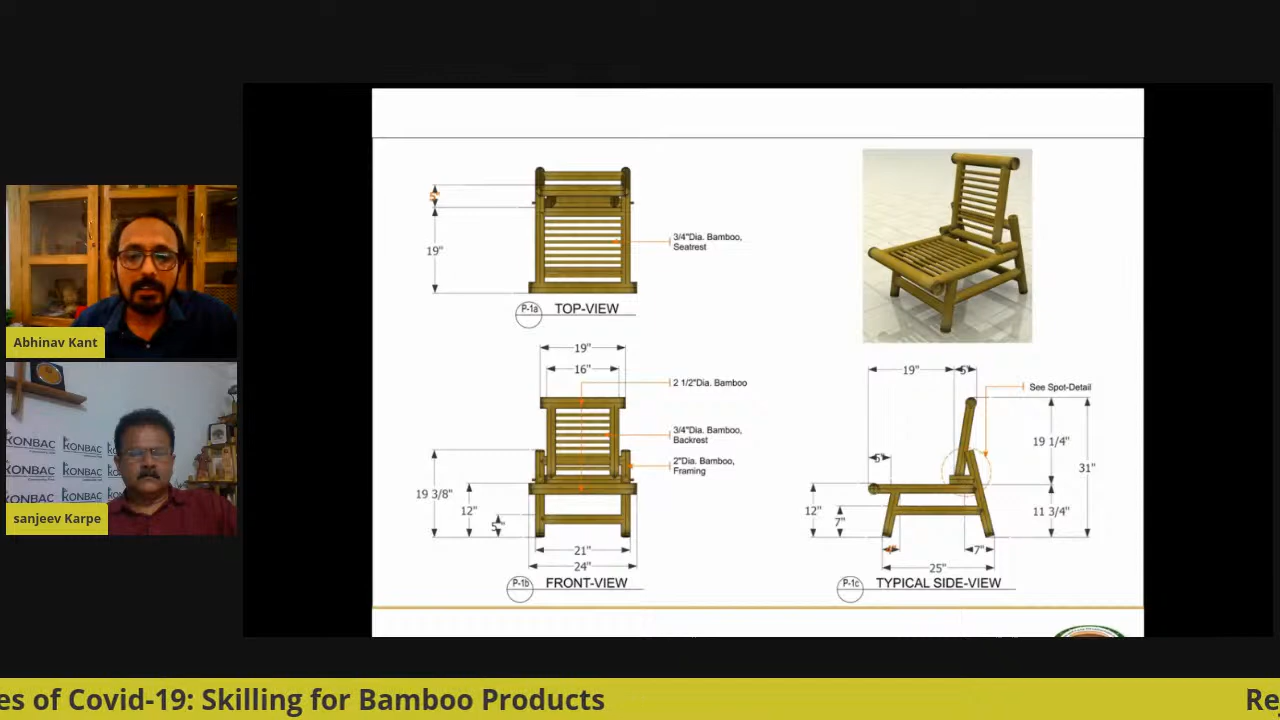 Abhinav Kant
KONBAC
KONBAC
KONBAC
KONBAC
KONBAC
sanjeev Karpe
19"
3/4"Dia. Bamboo,
Seatrest
P-1a
TOP-VIEW
19"
16"
2 1/2"Dia. Bamboo
3/4"Dia. Bamboo,
Backrest
2"Dia. Bamboo,
Framing
19 3/8"
12"
5"
21"
24"
P-1b
FRONT-VIEW
19"
5"
See Spot-Detail
5"
19 1/4"
31"
12"
7"
11 3/4"
7"
25"
P-1c
TYPICAL SIDE-VIEW
es of Covid-19: Skilling for Bamboo Products
Re